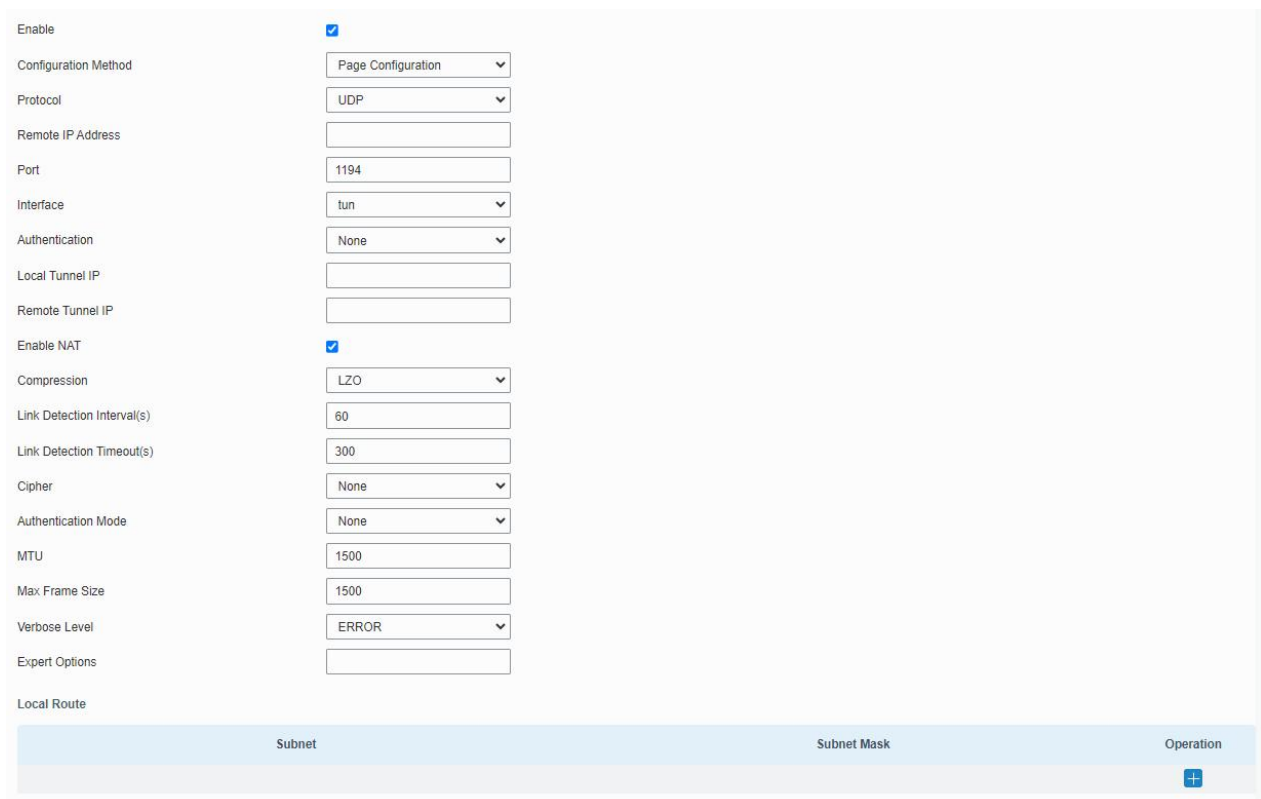 Enable
Configuration Method Page Configuration
Protocol UDP
Remote IP Address
Port 1194
Interface tun
Authentication None
Local Tunnel IP
Remote Tunnel IP
Enable NAT
Compression LZO
Link Detection Interval(s) 60
Link Detection Timeout(s) 300
Cipher None
Authentication Mode None
MTU 1500
Max Frame Size 1500
Verbose Level ERROR
Expert Options
Local Route
Subnet Subnet Mask Operation